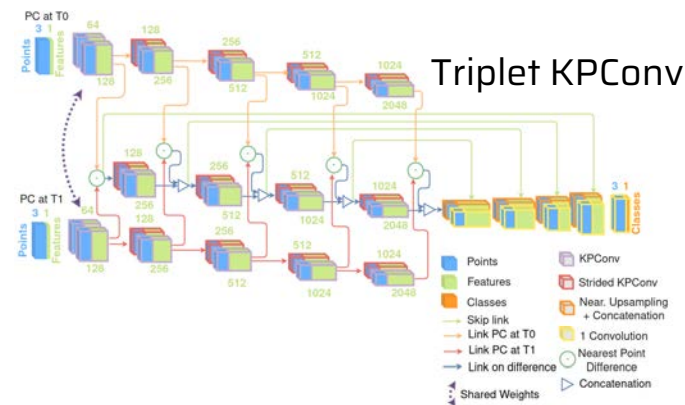 PC at T0
3 1
Points
Features
64
128
128
256
256
512
512
1024
1024
2048
Triplet KPConv
128
256
256
512
512
1024
1024
2048
3 1
Classes
PC at T1
3 1
Points
Features
64
128
128
256
256
512
512
1024
1024
2048
Points
Features
Classes
Skip link
Link PC at T0
Link PC at T1
Link on difference
Shared Weights
KPConv
Strided KPConv
Near. Upsampling
+ Concatenation
1 Convolution
Nearest Point
Difference
Concatenation